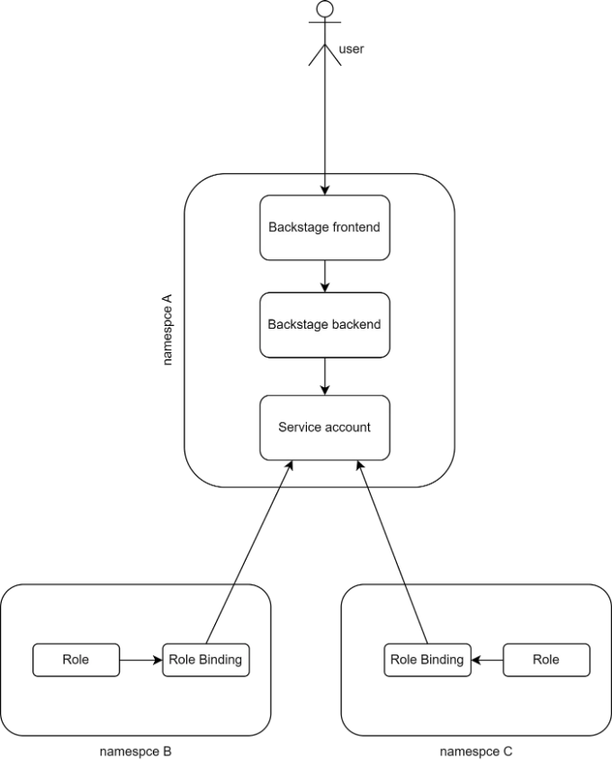 user
Backstage frontend
namespce A
Backstage backend
Service account
Role
Role Binding
Role Binding
Role
namespce B
namespce C